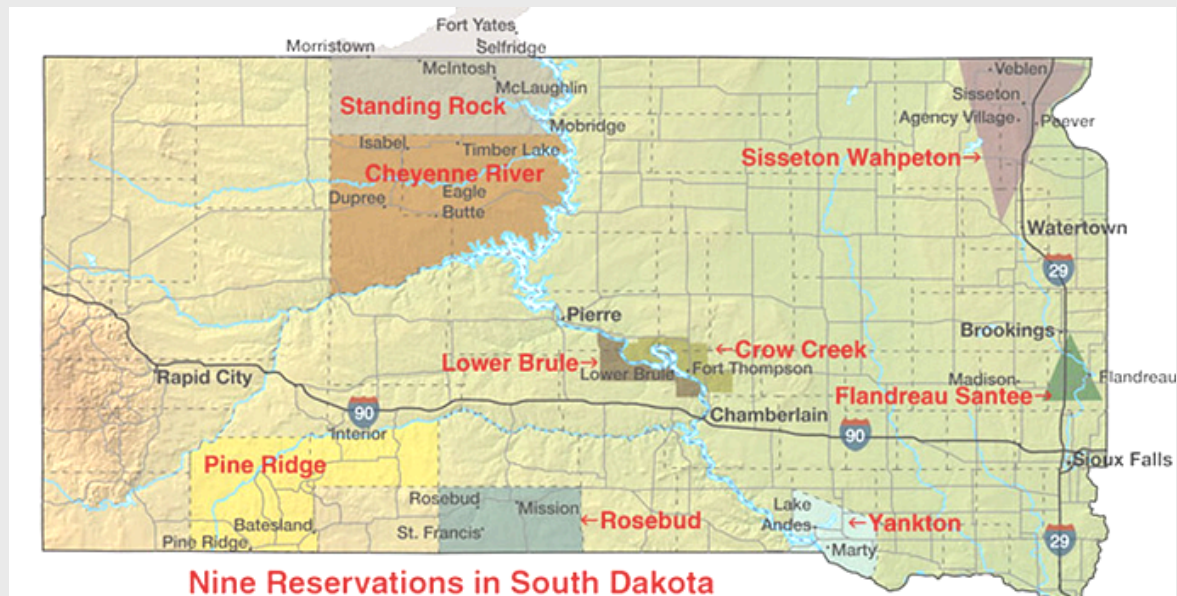 Fort Yates
Morristown
Selfridge
McIntosh
McLaughlin
Standing Rock
Mobridge
Isabel
Timber Lake
Cheyenne River
Dupree
Eagle
Butte
Veblen
Sisseton
Agency Village
Peever
Sisseton Wahpeton→
Watertown
29
Pierre
Brookings
Lower Brule→
←Crow Creek
Lower Brule
Fort Thompson
Rapid City
Madison
Flandreau
Flandreau Santee→
90
Chamberlain
90
Interior
Sioux Falls
Pine Ridge
Rosebud
Mission
←Rosebud
St. Francis
Batesland
Pine Ridge
Lake
Andes
←Yankton
Marty
29
Nine Reservations in South Dakota